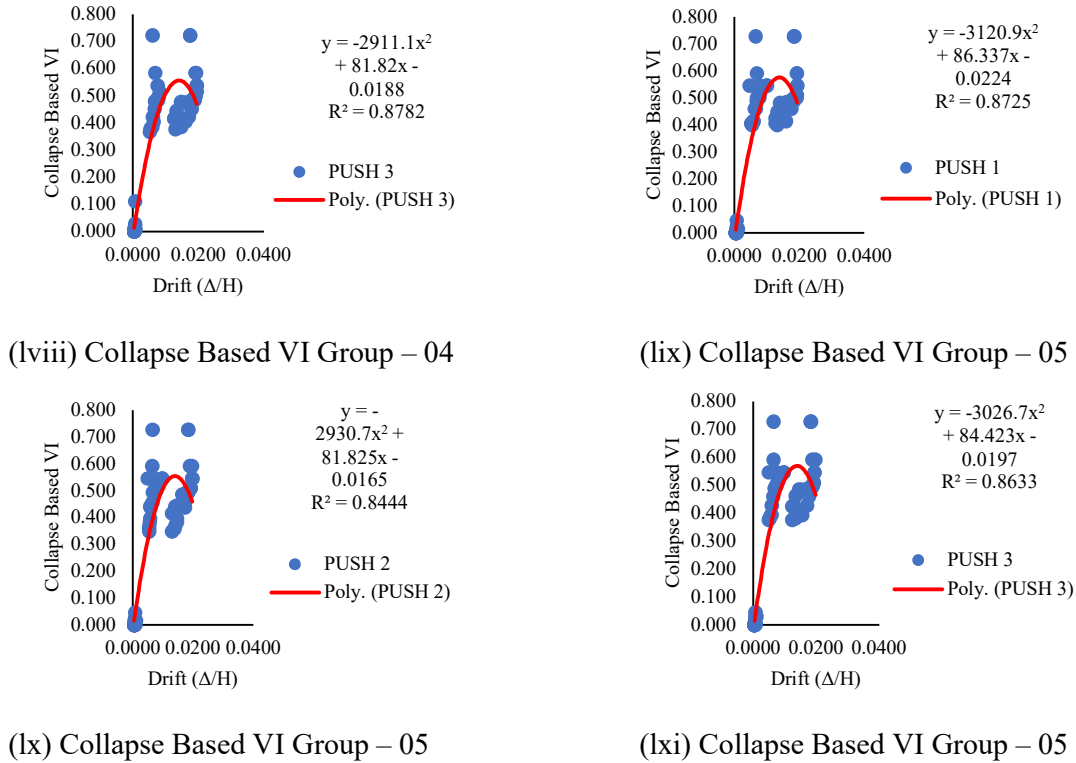 0.800
0.700
0.600
0.500
0.400
0.300
0.200
0.100
0.000
Collapse Based VI
0.0000 0.0200 0.0400
Drift (Δ/H)
y = -2911.1x²
+ 81.82x -
0.0188
R² = 0.8782
PUSH 3
Poly. (PUSH 3)
(lviii) Collapse Based VI Group – 04
0.800
0.700
0.600
0.500
0.400
0.300
0.200
0.100
0.000
Collapse Based VI
0.0000 0.0200 0.0400
Drift (Δ/H)
y = -3120.9x²
+ 86.337x -
0.0224
R² = 0.8725
PUSH 1
Poly. (PUSH 1)
(lix) Collapse Based VI Group – 05
0.800
0.700
0.600
0.500
0.400
0.300
0.200
0.100
0.000
Collapse Based VI
0.0000 0.0200 0.0400
Drift (Δ/H)
y = -
2930.7x² +
81.825x -
0.0165
R² = 0.8444
PUSH 2
Poly. (PUSH 2)
(lx) Collapse Based VI Group – 05
0.800
0.700
0.600
0.500
0.400
0.300
0.200
0.100
0.000
Collapse Based VI
0.0000 0.0200 0.0400
Drift (Δ/H)
y = -3026.7x²
+ 84.423x -
0.0197
R² = 0.8633
PUSH 3
Poly. (PUSH 3)
(lxi) Collapse Based VI Group – 05